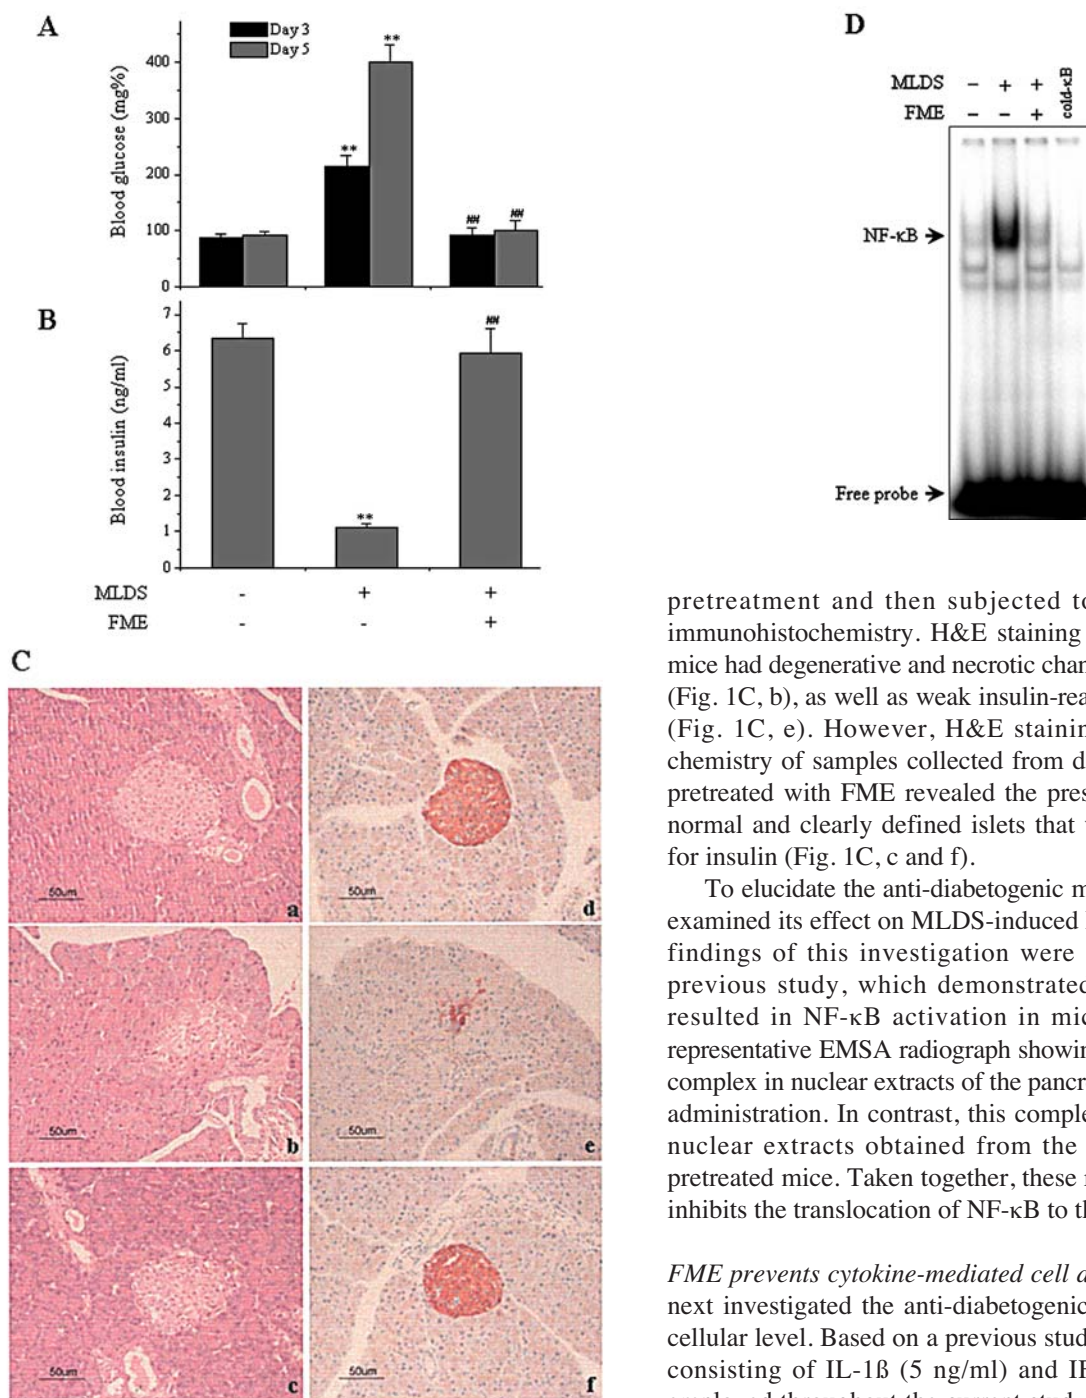 A
Day 3
Day 5
Blood glucose (mg%)
400
300
200
100
0
**
**
##
##
B
Blood insulin (ng/ml)
7
6
5
4
3
2
1
0
**
##
MLDS - + +
FME - - +
C
50um
a
50um
d
50um
b
50um
e
50um
c
50um
f
D
MLDS - + + cold-κB
FME - - +
NF-κB
Free probe
pretreatment and then subjected to
immunohistochemistry. H&E staining
mice had degenerative and necrotic chan
(Fig. 1C, b), as well as weak insulin-rea
(Fig. 1C, e). However, H&E stainin
chemistry of samples collected from d
pretreated with FME revealed the pres
normal and clearly defined islets that
for insulin (Fig. 1C, c and f).
To elucidate the anti-diabetogenic m
examined its effect on MLDS-induced
findings of this investigation were
previous study, which demonstrated
resulted in NF-κB activation in mic
representative EMSA radiograph showin
complex in nuclear extracts of the pancr
administration. In contrast, this comple
nuclear extracts obtained from the
pretreated mice. Taken together, these
inhibits the translocation of NF-κB to th
FME prevents cytokine-mediated cell d
next investigated the anti-diabetogenic
cellular level. Based on a previous stud
consisting of IL-1ß (5 ng/ml) and IF